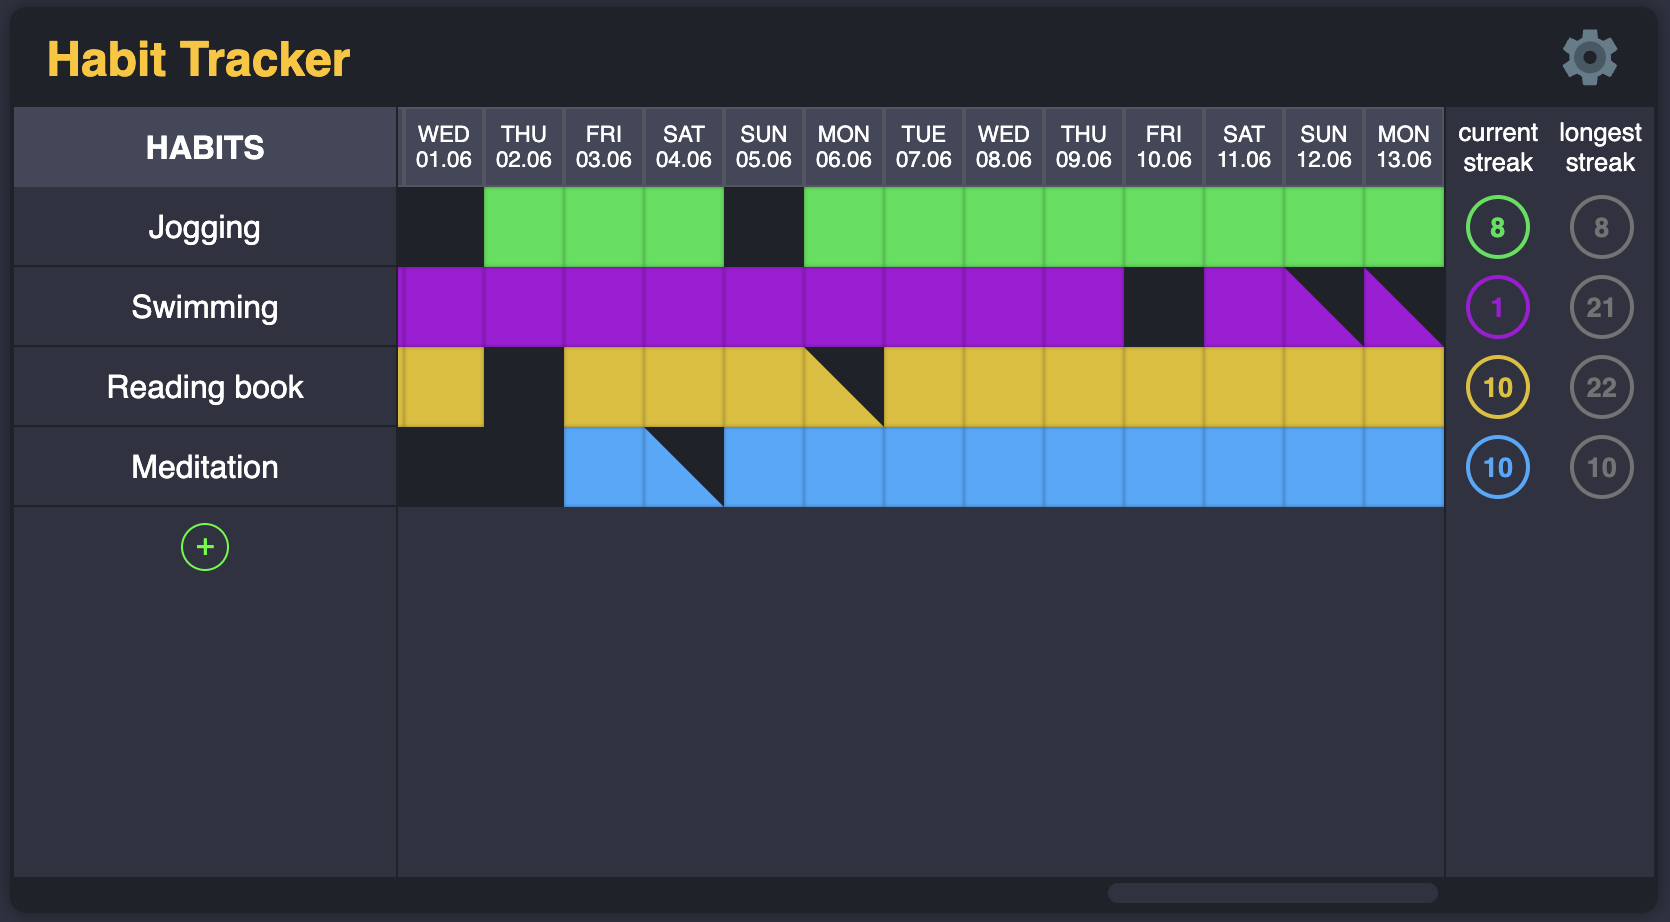 Habit Tracker
HABITS
WED THU FRI SAT SUN MON TUE WED THU FRI SAT SUN MON
01.06 02.06 03.06 04.06 05.06 06.06 07.06 08.06 09.06 10.06 11.06 12.06 13.06
current longest
streak streak
Jogging 8 8
Swimming 1 21
Reading book 10 22
Meditation 10 10
+